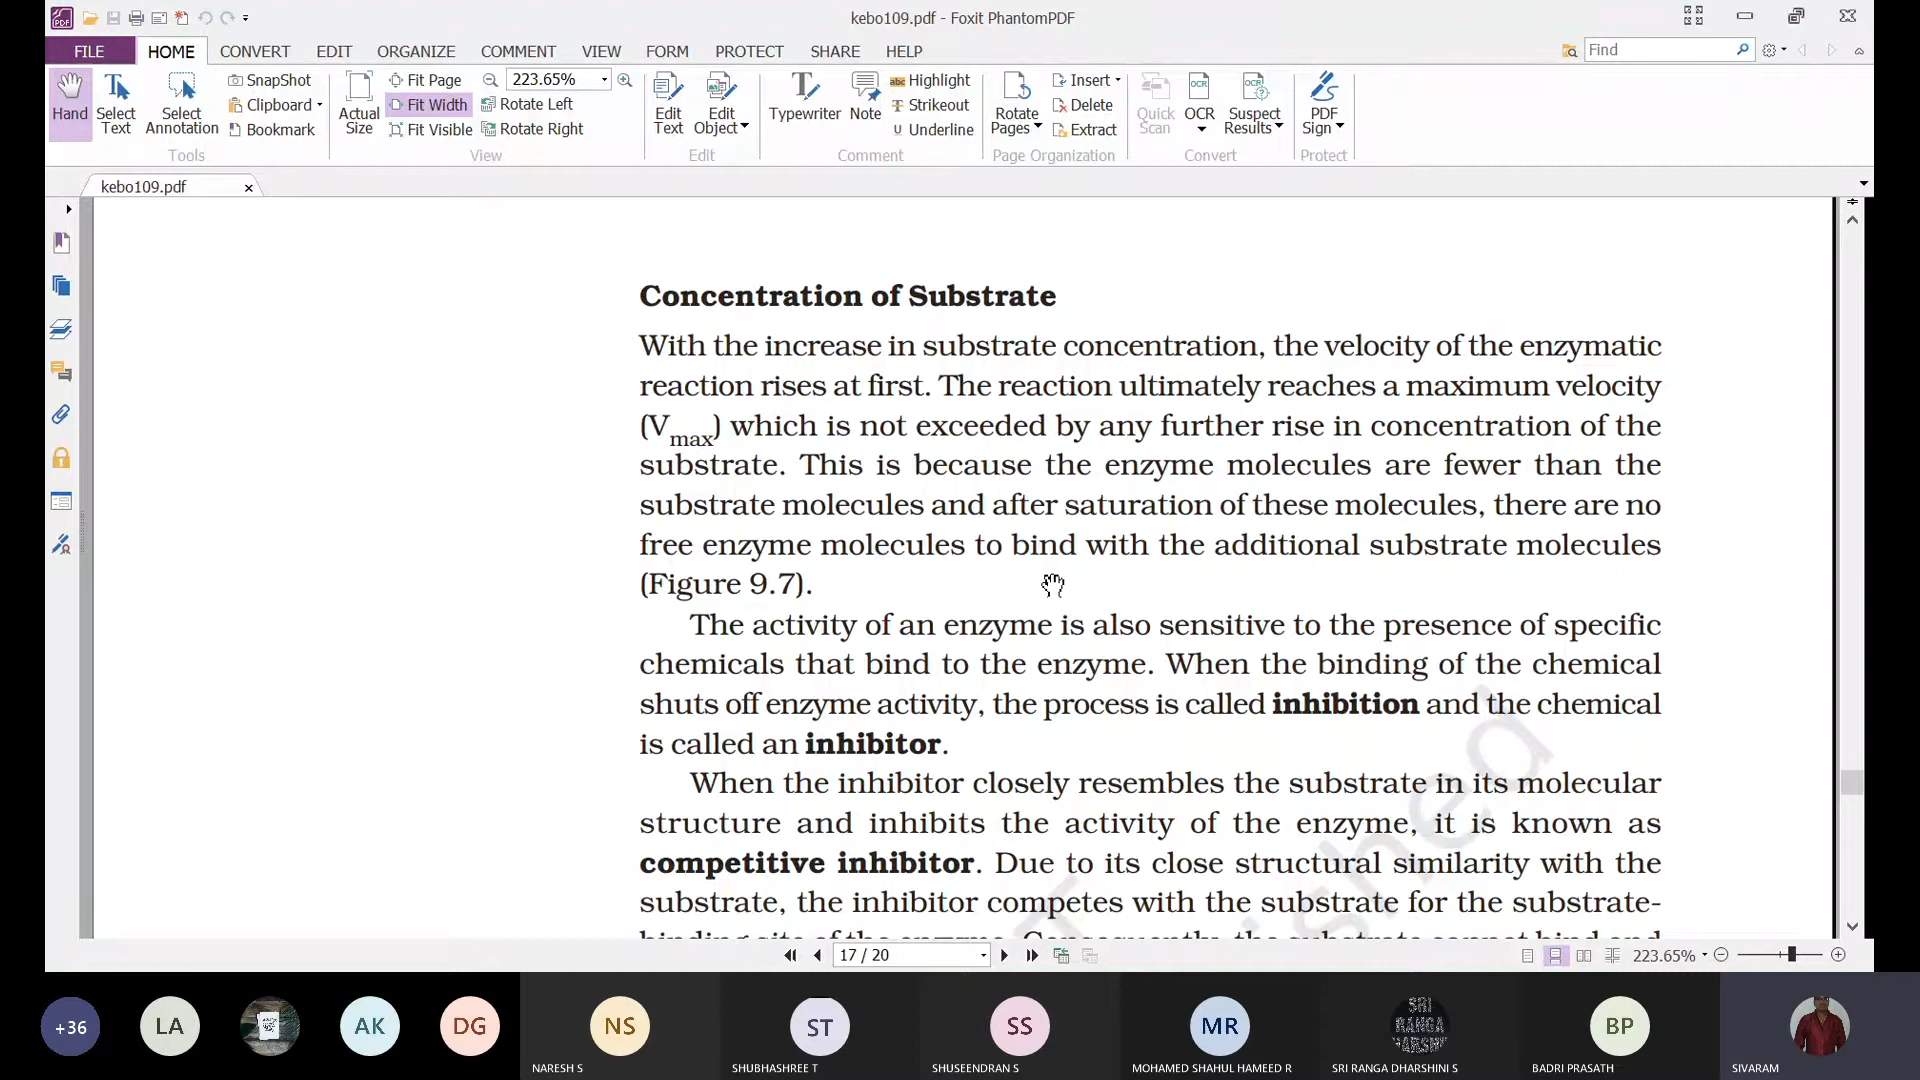 kebo109.pdf - Foxit PhantomPDF
FILE HOME CONVERT EDIT ORGANIZE COMMENT VIEW FORM PROTECT SHARE HELP Find
Hand
Select Text
Select Annotation
SnapShot
Clipboard
Bookmark
Tools
Actual Size
Fit Page
Fit Width
Fit Visible
223.65%
Rotate Left
Rotate Right
View
Edit Text
Edit Object
Edit
Typewriter
Note
Highlight
Strikeout
Underline
Comment
Rotate Pages
Insert
Delete
Extract
Page Organization
Quick Scan
OCR
OCR
Suspect Results
OCR
Convert
PDF Sign
Protect
kebo109.pdf
Concentration of Substrate
With the increase in substrate concentration, the velocity of the enzymatic
reaction rises at first. The reaction ultimately reaches a maximum velocity
(Vmax) which is not exceeded by any further rise in concentration of the
substrate. This is because the enzyme molecules are fewer than the
substrate molecules and after saturation of these molecules, there are no
free enzyme molecules to bind with the additional substrate molecules
(Figure 9.7).
The activity of an enzyme is also sensitive to the presence of specific
chemicals that bind to the enzyme. When the binding of the chemical
shuts off enzyme activity, the process is called inhibition and the chemical
is called an inhibitor.
When the inhibitor closely resembles the substrate in its molecular
structure and inhibits the activity of the enzyme, it is known as
competitive inhibitor. Due to its close structural similarity with the
substrate, the inhibitor competes with the substrate for the substrate-
17 / 20
223.65%
+36 LA AK DG NS ST SS MR SRI RANGA BP
NARESH S SHUBHASHREE T SHUSEENDRAN S MOHAMED SHAHUL HAMEED R SRI RANGA DHARSHINI S BADRI PRASATH SIVARAM